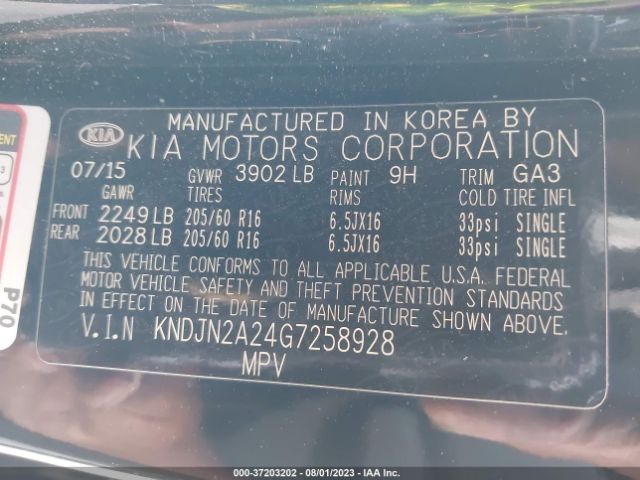 MANUFACTURED IN KOREA BY
KIA KIA MOTORS CORPORATION
07/15 GVWR 3902 LB PAINT 9H TRIM GA3
GAWR TIRES RIMS COLD TIRE INFL
FRONT 2249 LB 205/60 R16 6.5JX16 33psi SINGLE
REAR 2028 LB 205/60 R16 6.5JX16 33psi SINGLE
THIS VEHICLE CONFORMS TO ALL APPLICABLE U.S.A. FEDERAL
MOTOR VEHICLE SAFETY AND THEFT PREVENTION STANDARDS
IN EFFECT ON THE DATE OF MANUFACTURE SHOWN ABOVE.
V.I.N KNDJN2A24G7258928
MPV
P70
000-37203202 - 08/01/2023 - IAA Inc.